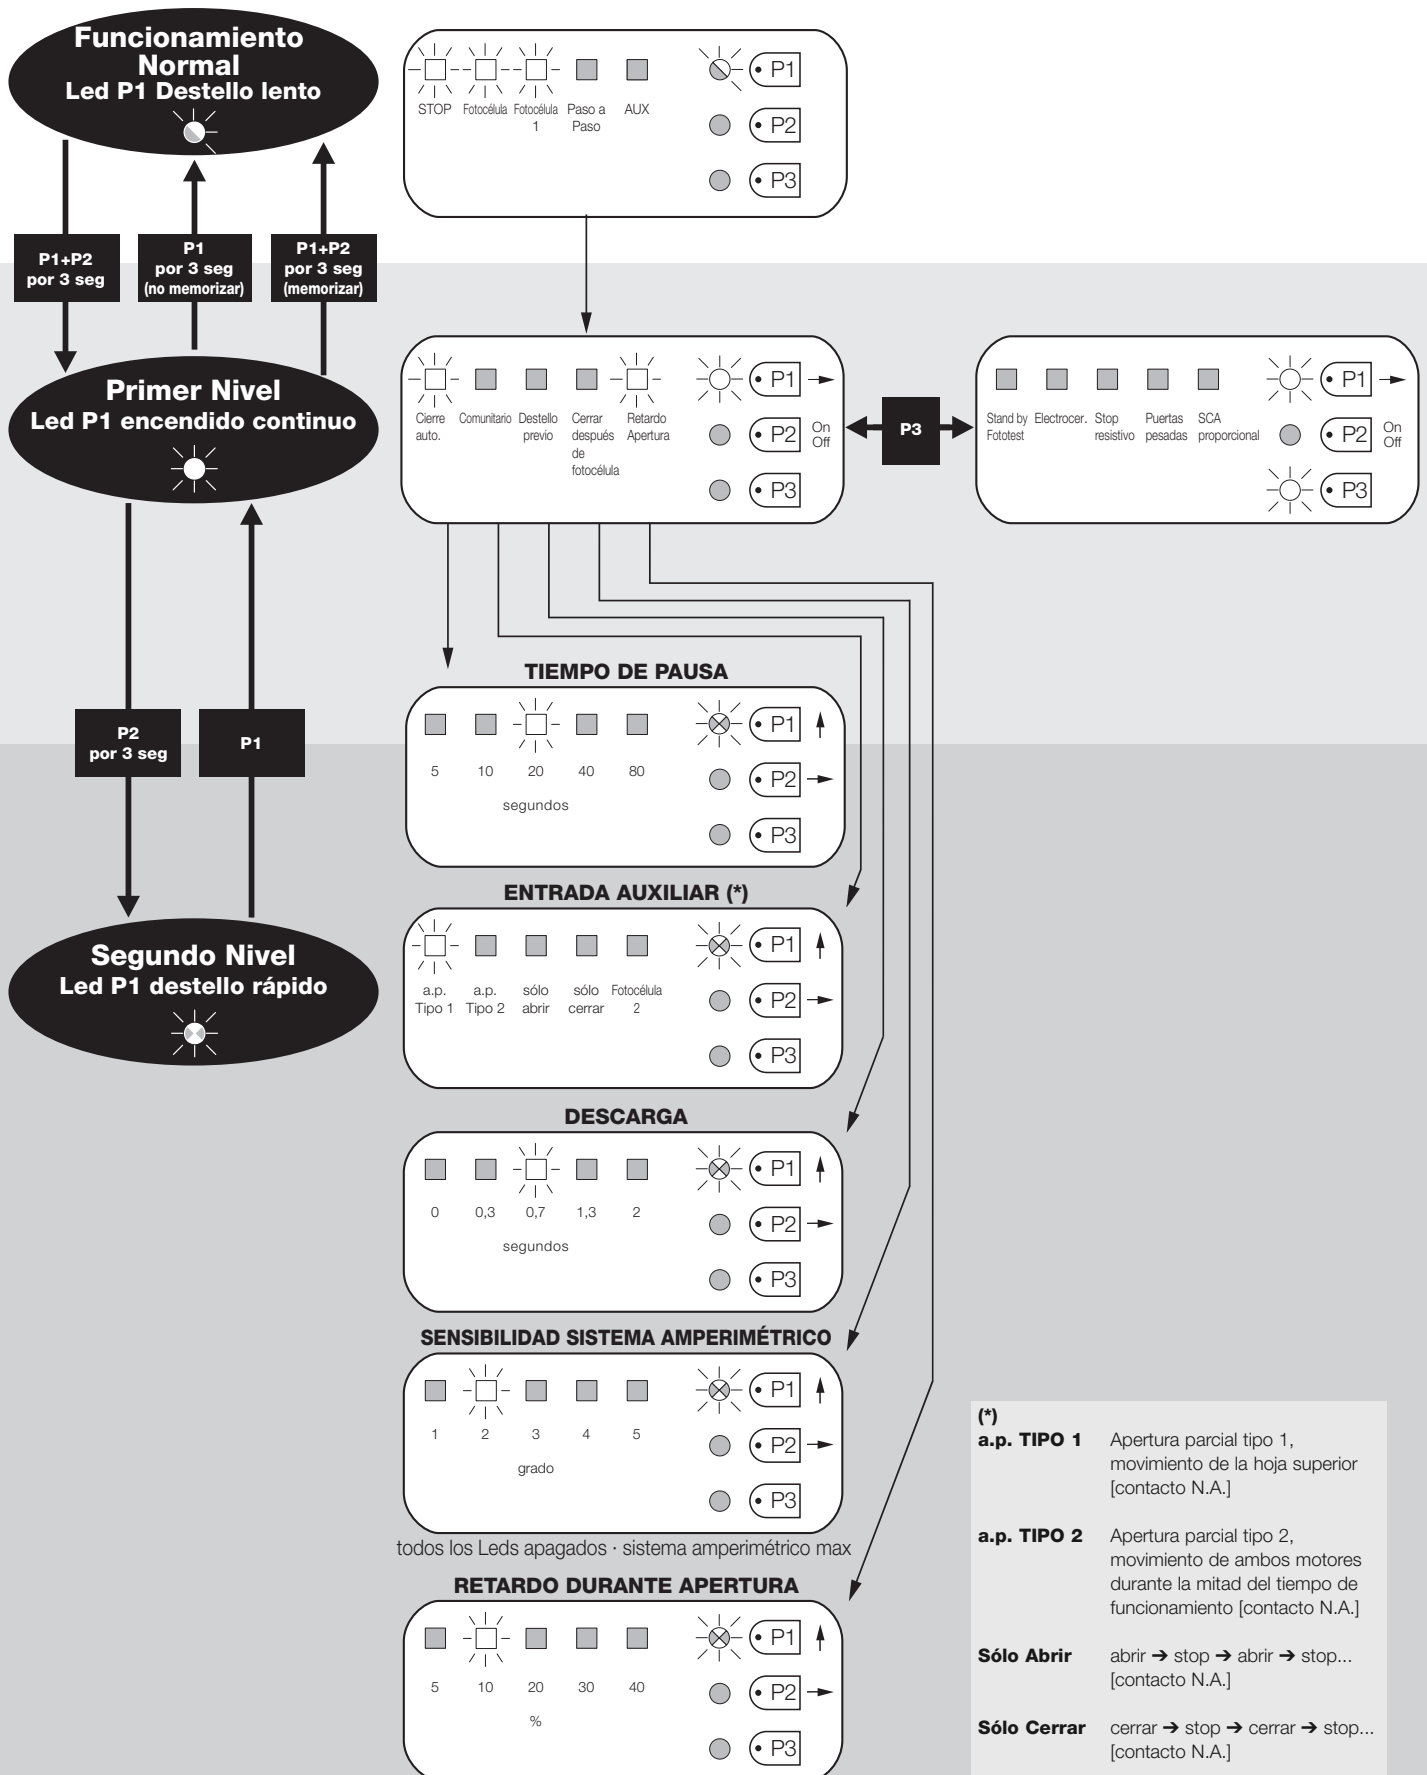 Funcionamiento
Normal
Led P1 Destello lento
STOP
Fotocélula
Fotocélula
1
Paso a
Paso
AUX
P1
P2
P3
P1+P2
por 3 seg
P1
por 3 seg
(no memorizar)
P1+P2
por 3 seg
(memorizar)
Primer Nivel
Led P1 encendido continuo
Cierre
auto.
Comunitario
Destello
previo
Cerrar
después
de
fotocélula
Retardo
Apertura
P1
P2
On
Off
P3
P3
Stand by
Fototest
Electrocer.
Stop
resistivo
Puertas
pesadas
SCA
proporcional
P1
P2
On
Off
P3
P2
por 3 seg
P1
TIEMPO DE PAUSA
5 10 20 40 80
segundos
P1
P2
P3
Segundo Nivel
Led P1 destello rápido
ENTRADA AUXILIAR (*)
a.p.
Tipo 1
a.p.
Tipo 2
sólo
abrir
sólo
cerrar
Fotocélula
2
P1
P2
P3
DESCARGA
0 0,3 0,7 1,3 2
segundos
P1
P2
P3
SENSIBILIDAD SISTEMA AMPERIMÉTRICO
1 2 3 4 5
grado
P1
P2
P3
todos los Leds apagados · sistema amperimétrico max
RETARDO DURANTE APERTURA
5 10 20 30 40
%
P1
P2
P3
(*)
a.p. TIPO 1 Apertura parcial tipo 1,
movimiento de la hoja superior
[contacto N.A.]
a.p. TIPO 2 Apertura parcial tipo 2,
movimiento de ambos motores
durante la mitad del tiempo de
funcionamiento [contacto N.A.]
Sólo Abrir abrir ➔ stop ➔ abrir ➔ stop...
[contacto N.A.]
Sólo Cerrar cerrar ➔ stop ➔ cerrar ➔ stop...
[contacto N.A.]